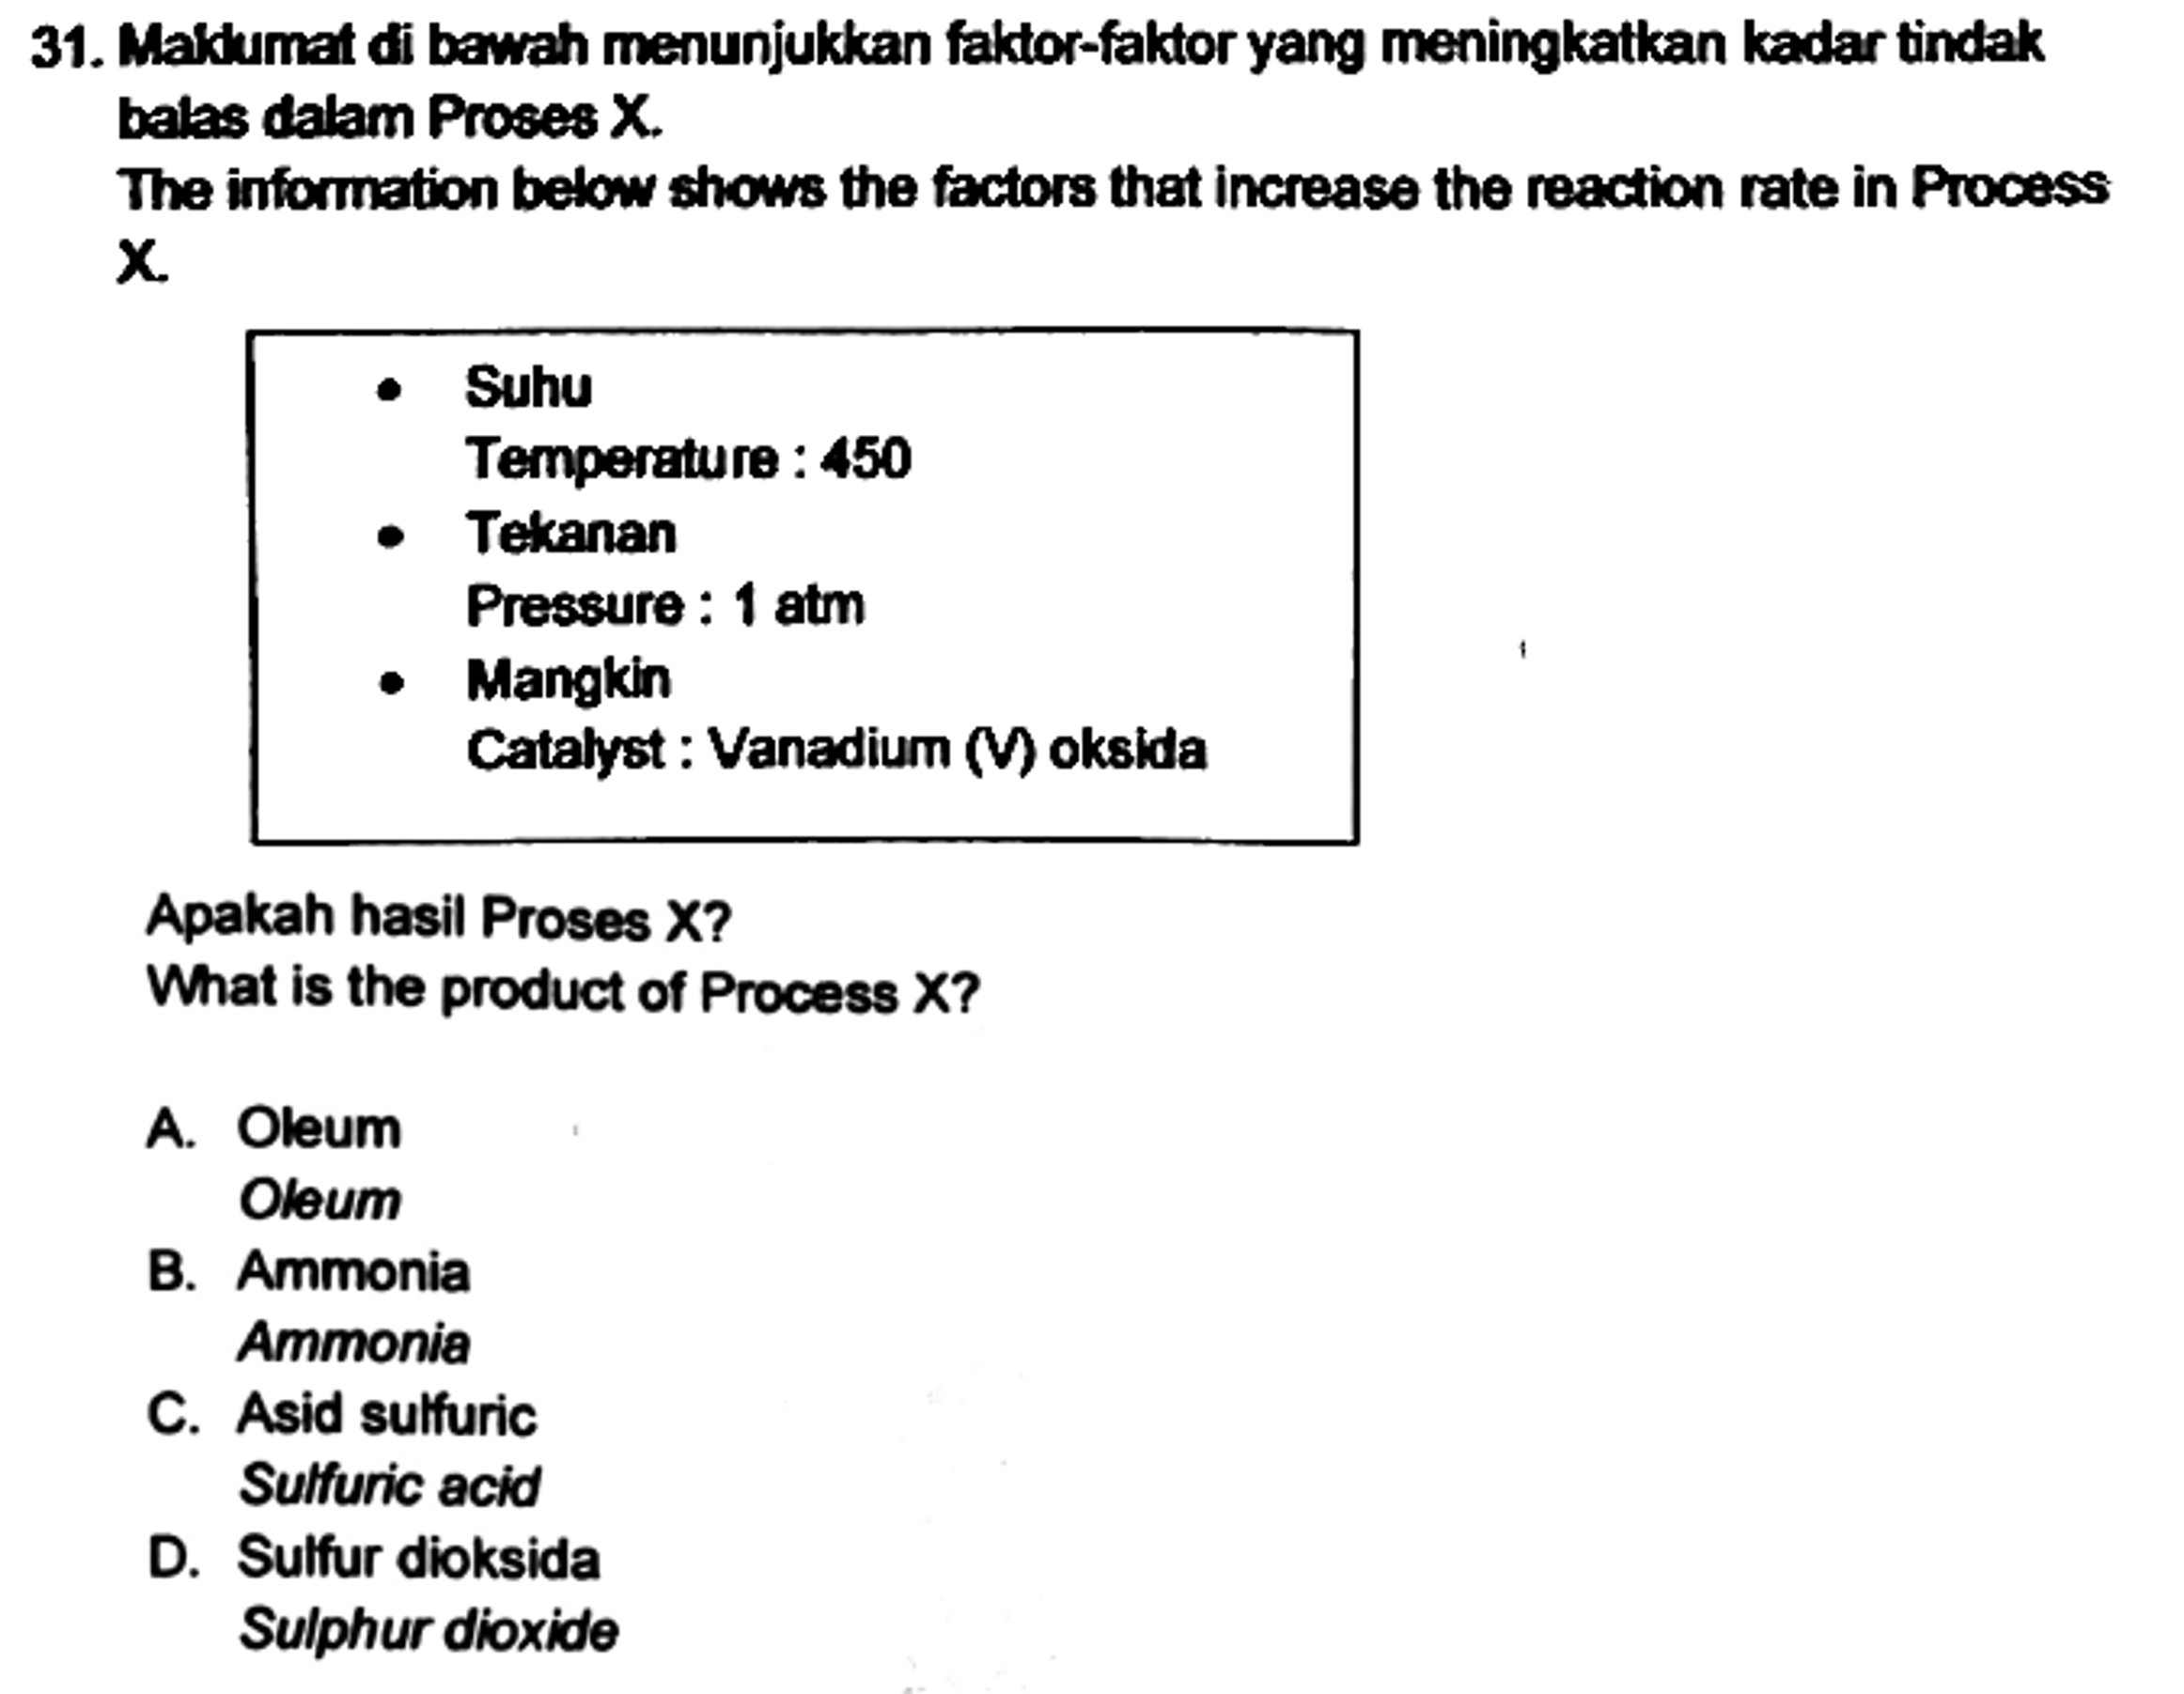 31. Maklumat di bawah menunjukkan faktor-faktor yang meningkatkan kadar tindak
balas dalam Proses X.
The information below shows the factors that increase the reaction rate in Process
X.
• Suhu
Temperature : 450
• Tekanan
Pressure : 1 atm
• Mangkin
Catalyst : Vanadium (V) oksida
Apakah hasil Proses X?
What is the product of Process X?
A. Oleum
Oleum
B. Ammonia
Ammonia
C. Asid sulfuric
Sulfuric acid
D. Sulfur dioksida
Sulphur dioxide